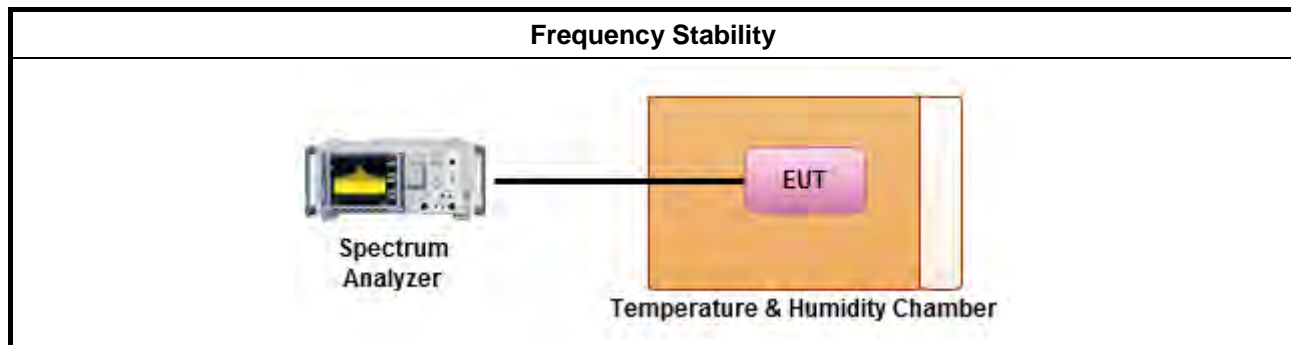 Frequency Stability
EUT
Spectrum
Analyzer
Temperature & Humidity Chamber